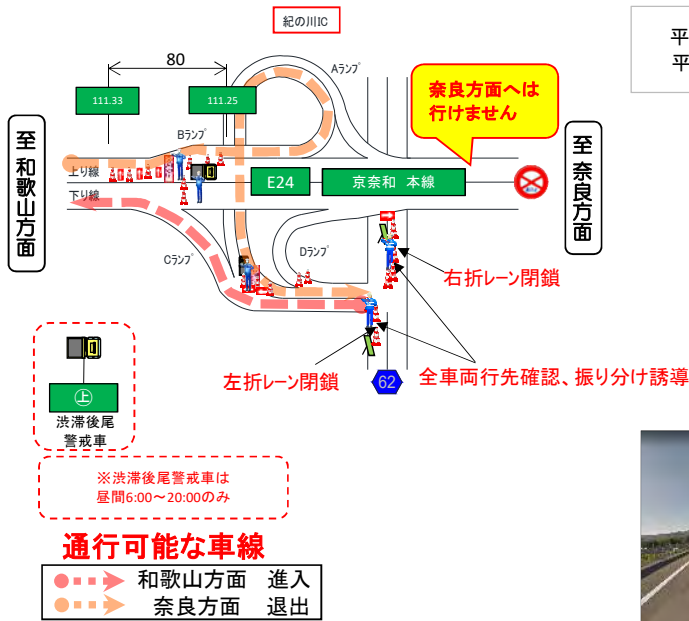 紀の川IC
平
平
80
Aランプ
111.33
111.25
奈良方面へは
行けません
Bランプ
至 和歌山方面
至 奈良方面
上り線
下り線
E24
京奈和 本線
Cランプ
Dランプ
右折レーン閉鎖
左折レーン閉鎖
62
全車両行先確認、振り分け誘導
上
渋滞後尾
警戒車
※渋滞後尾警戒車は
昼間6:00～20:00のみ
通行可能な車線
和歌山方面 進入
奈良方面 退出